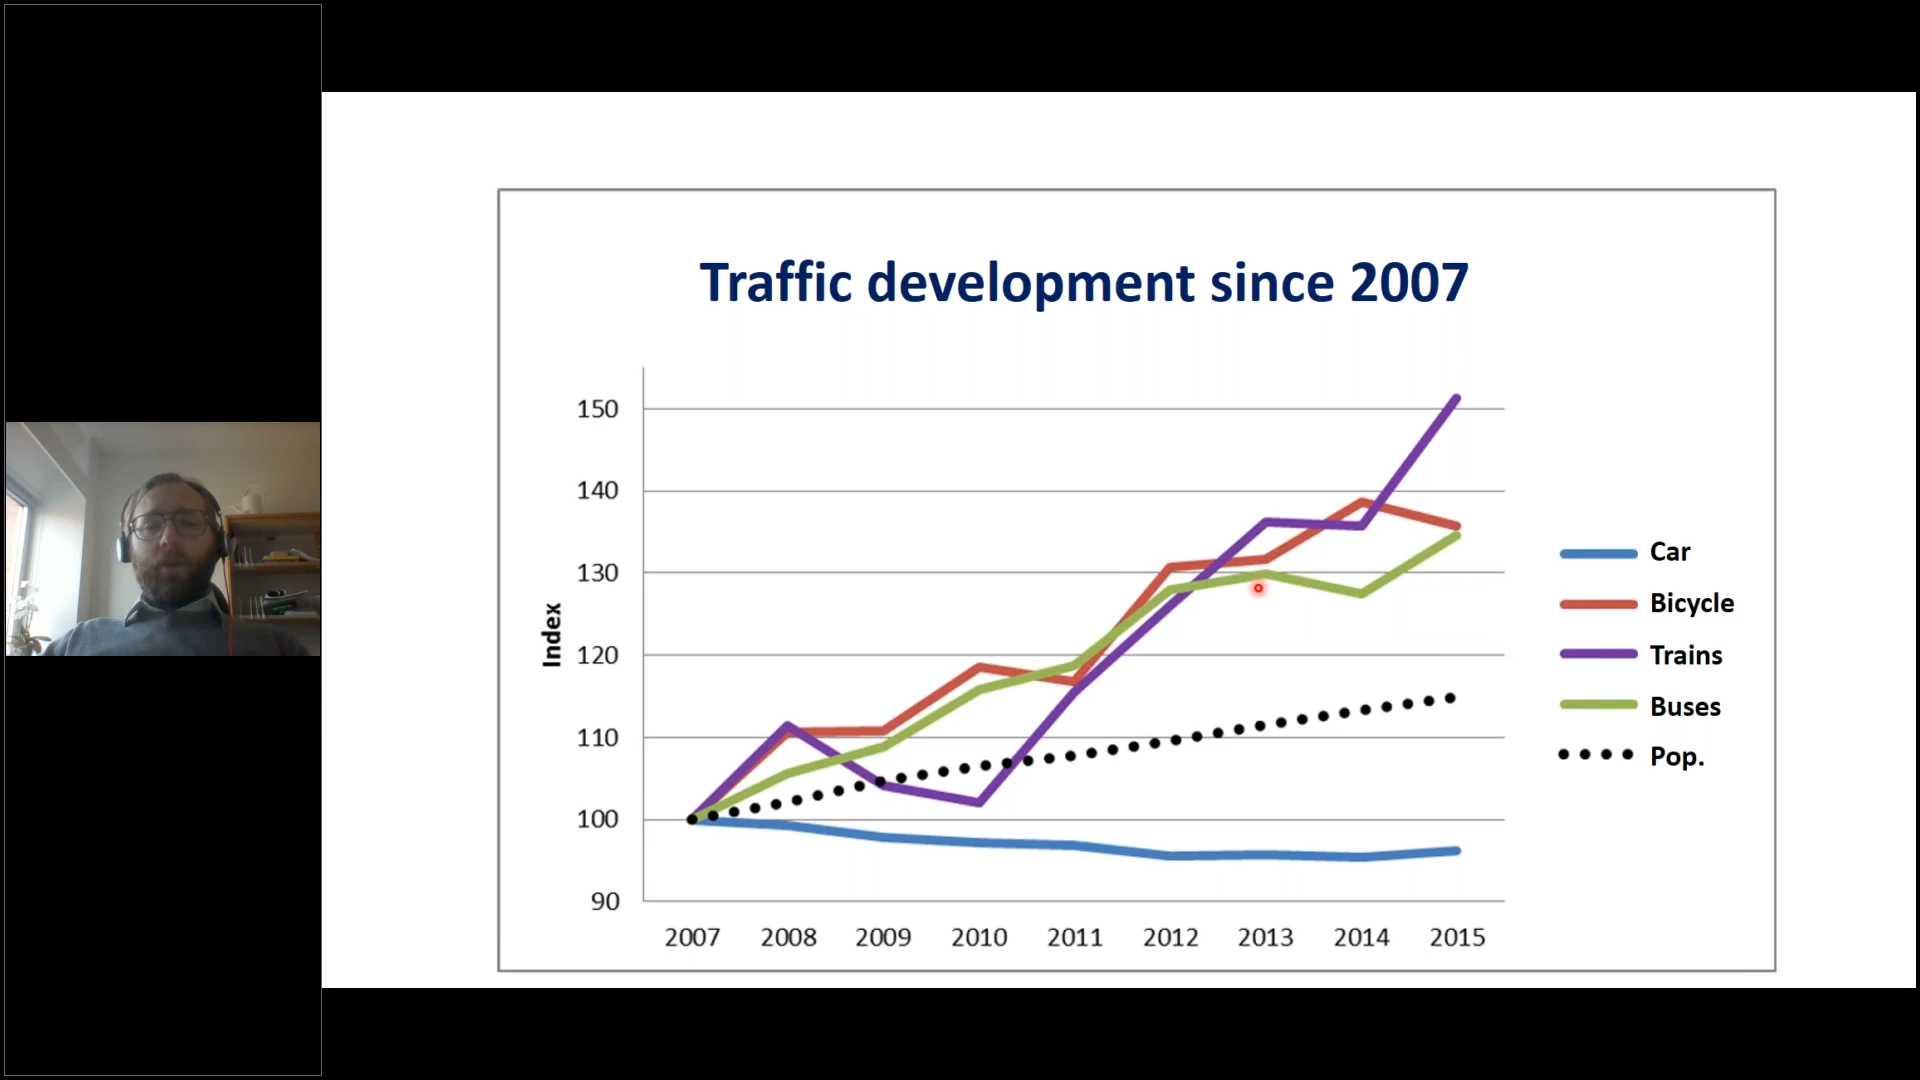 Traffic development since 2007
150
140
130
120
110
100
90
Index
2007 2008 2009 2010 2011 2012 2013 2014 2015
Car
Bicycle
Trains
Buses
Pop.